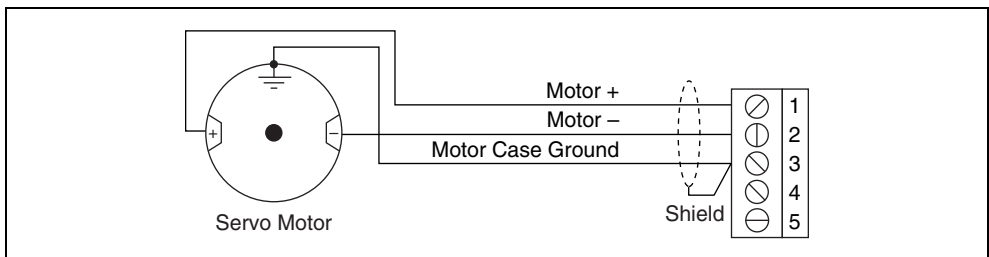 Motor +
Motor –
Motor Case Ground
+
–
Servo Motor
Shield
1
2
3
4
5